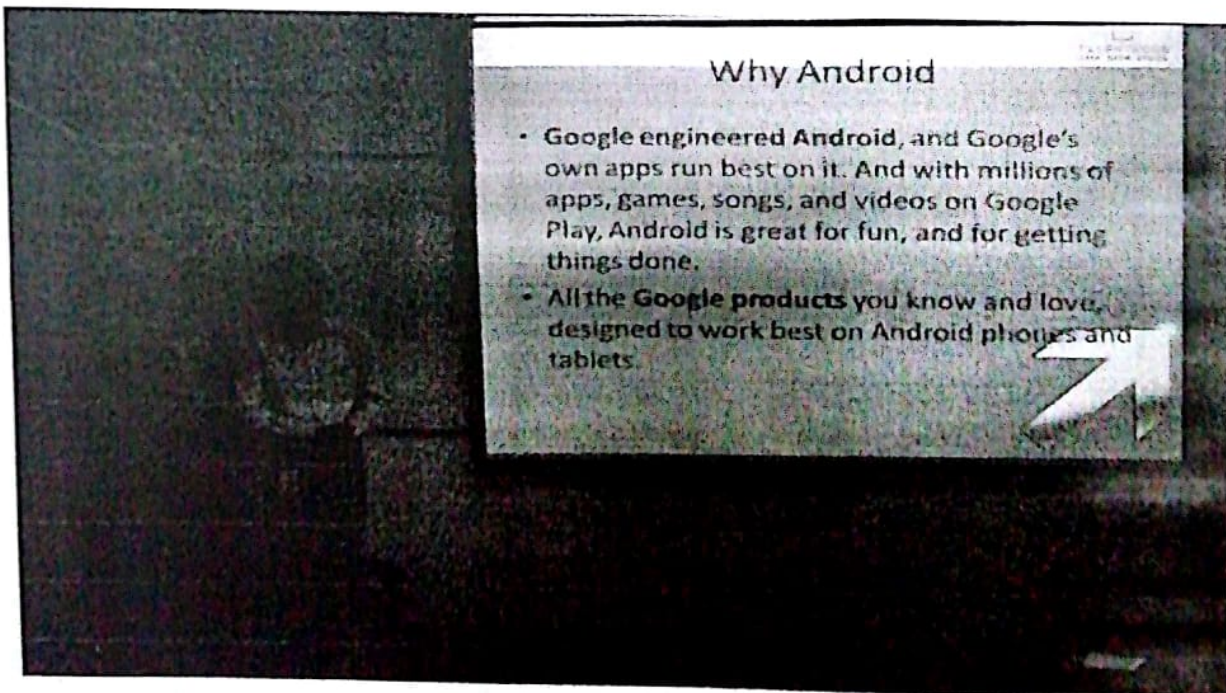 Why Android
• Google engineered Android, and Google's
own apps run best on it. And with millions of
apps, games, songs, and videos on Google
Play, Android is great for fun, and for getting
things done.
• All the Google products you know and love,
designed to work best on Android phones and
tablets.